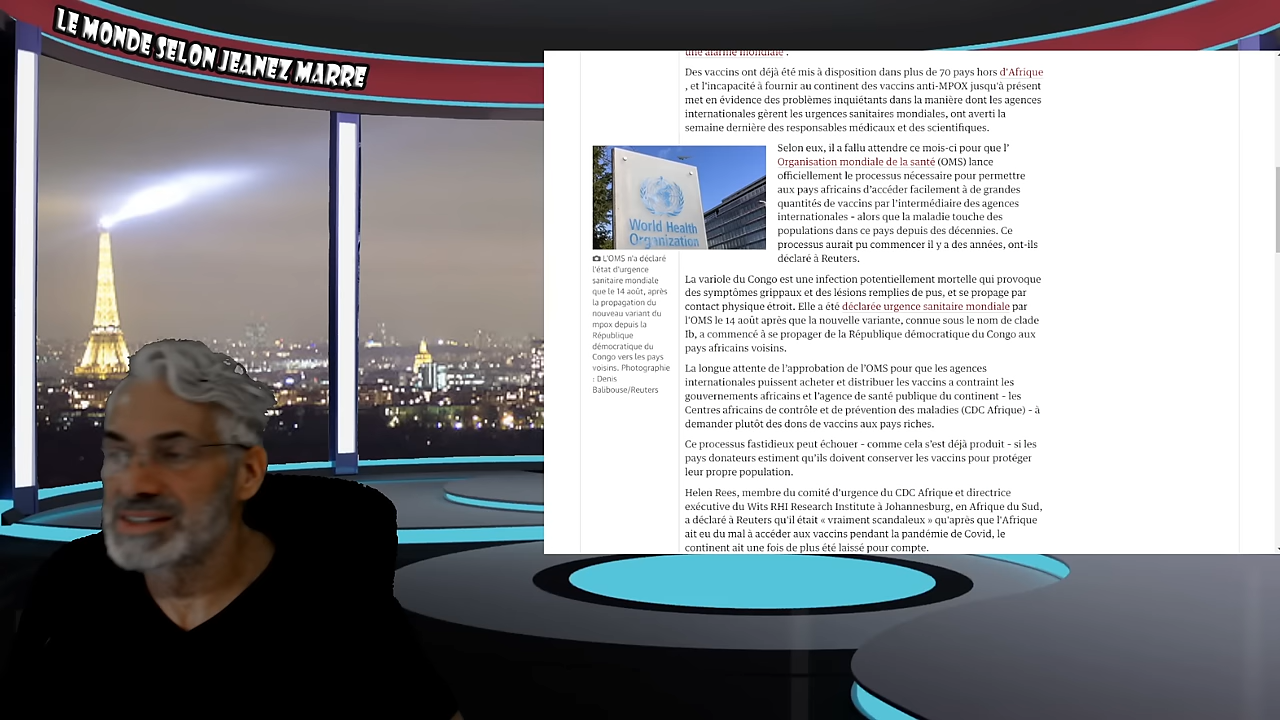 LE MONDE SELON JEANEZ MARRE
une alarme mondiale .
Des vaccins ont déjà été mis à disposition dans plus de 70 pays hors d'Afrique
, et l'incapacité à fournir au continent des vaccins anti-MPOX jusqu'à présent
met en évidence des problèmes inquiétants dans la manière dont les agences
internationales gèrent les urgences sanitaires mondiales, ont averti la
semaine dernière des responsables médicaux et des scientifiques.
Selon eux, il a fallu attendre ce mois-ci pour que l'
Organisation mondiale de la santé (OMS) lance
officiellement le processus nécessaire pour permettre
aux pays africains d'accéder facilement à de grandes
quantités de vaccins par l'intermédiaire des agences
internationales - alors que la maladie touche des
populations dans ce pays depuis des décennies. Ce
processus aurait pu commencer il y a des années, ont-ils
déclaré à Reuters.
World Health
Organization
L'OMS n'a déclaré
l'état d'urgence
sanitaire mondiale
que le 14 août, après
la propagation du
nouveau variant du
mpox depuis la
République
démocratique du
Congo vers les pays
voisins. Photographie
: Denis
Balibouse/Reuters
La variole du Congo est une infection potentiellement mortelle qui provoque
des symptômes grippaux et des lésions remplies de pus, et se propage par
contact physique étroit. Elle a été déclarée urgence sanitaire mondiale par
l'OMS le 14 août après que la nouvelle variante, connue sous le nom de clade
Ib, a commencé à se propager de la République démocratique du Congo aux
pays africains voisins.
La longue attente de l'approbation de l'OMS pour que les agences
internationales puissent acheter et distribuer les vaccins a contraint les
gouvernements africains et l'agence de santé publique du continent - les
Centres africains de contrôle et de prévention des maladies (CDC Afrique) - à
demander plutôt des dons de vaccins aux pays riches.
Ce processus fastidieux peut échouer - comme cela s'est déjà produit - si les
pays donateurs estiment qu'ils doivent conserver les vaccins pour protéger
leur propre population.
Helen Rees, membre du comité d'urgence du CDC Afrique et directrice
exécutive du Wits RHI Research Institute à Johannesburg, en Afrique du Sud,
a déclaré à Reuters qu'il était « vraiment scandaleux » qu'après que l'Afrique
ait eu du mal à accéder aux vaccins pendant la pandémie de Covid, le
continent ait une fois de plus été laissé pour compte.